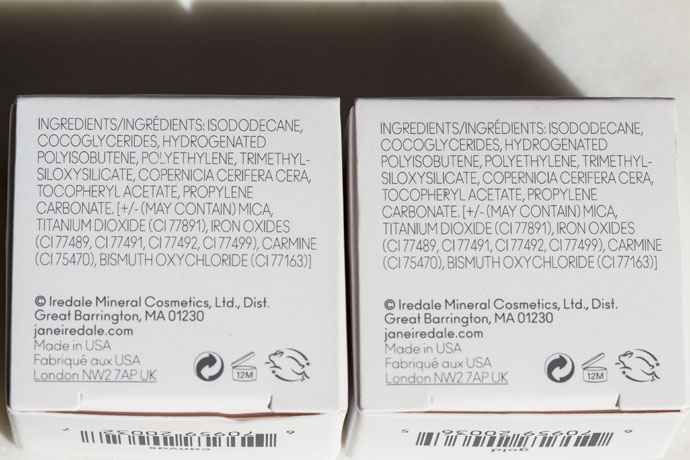 INGREDIENTS/INGRÉDIENTS: ISODODECANE,
COCOGLYCERIDES, HYDROGENATED
POLYISOBUTENE, POLYETHYLENE, TRIMETHYL-
SILOXYSILICATE, COPERNICIA CERIFERA CERA,
TOCOPHERYL ACETATE, PROPYLENE
CARBONATE. [+/- (MAY CONTAIN) MICA,
TITANIUM DIOXIDE (CI 77891), IRON OXIDES
(CI 77489, CI 77491, CI 77492, CI 77499), CARMINE
(CI 75470), BISMUTH OXYCHLORIDE (CI 77163)]
© Iredale Mineral Cosmetics, Ltd., Dist.
Great Barrington, MA 01230
janeiredale.com
Made in USA
Fabriqué aux USA
London NW2 7AP UK
12M
canvas
INGREDIENTS/INGRÉDIENTS: ISODODECANE,
COCOGLYCERIDES, HYDROGENATED
POLYISOBUTENE, POLYETHYLENE, TRIMETHYL-
SILOXYSILICATE, COPERNICIA CERIFERA CERA,
TOCOPHERYL ACETATE, PROPYLENE
CARBONATE. [+/- (MAY CONTAIN) MICA,
TITANIUM DIOXIDE (CI 77891), IRON OXIDES
(CI 77489, CI 77491, CI 77492, CI 77499), CARMINE
(CI 75470), BISMUTH OXYCHLORIDE (CI 77163)]
© Iredale Mineral Cosmetics, Ltd., Dist.
Great Barrington, MA 01230
janeiredale.com
Made in USA
Fabriqué aux USA
London NW2 7AP UK
12M
gold